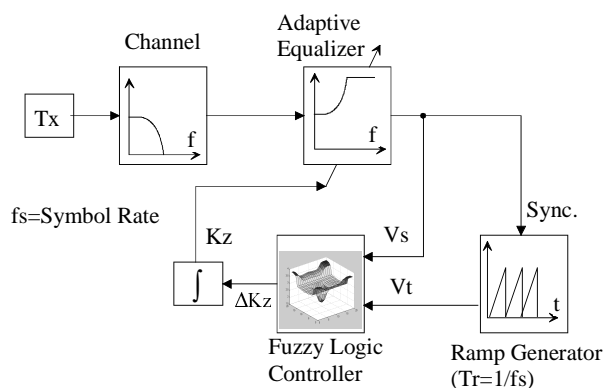 Channel
Adaptive
Equalizer
Tx
f
f
fs=Symbol Rate
Kz
Vs
Sync.
∫
ΔKz
Vt
t
Fuzzy Logic
Controller
Ramp Generator
(Tr=1/fs)